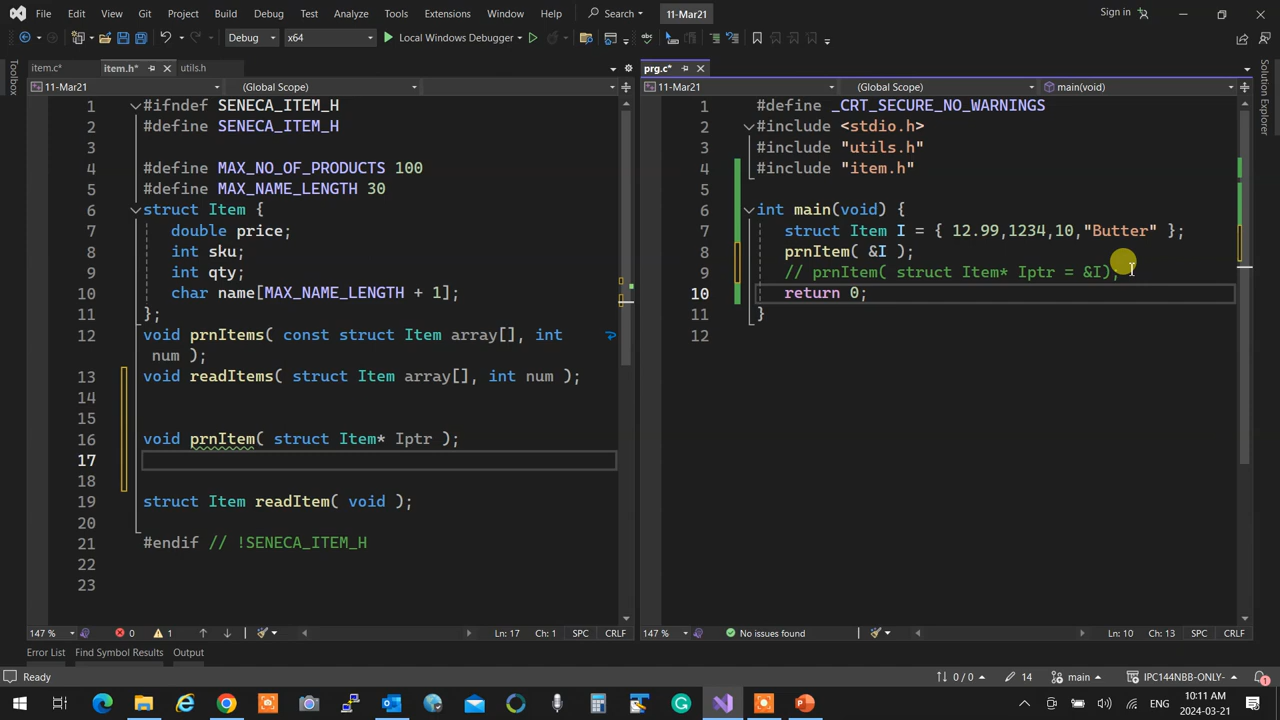 File Edit View Git Project Build Debug Test Analyze Tools Extensions Window Help Search 11-Mar21 Sign in
Debug x64 Local Windows Debugger
Toolbox
item.c* item.h* utils.h
11-Mar21 (Global Scope)
1 #ifndef SENECA_ITEM_H
2 #define SENECA_ITEM_H
3
4 #define MAX_NO_OF_PRODUCTS 100
5 #define MAX_NAME_LENGTH 30
6 struct Item {
7 double price;
8 int sku;
9 int qty;
10 char name[MAX_NAME_LENGTH + 1];
11 };
12 void prnItems( const struct Item array[], int
num );
13 void readItems( struct Item array[], int num );
14
15
16 void prnItem( struct Item* Iptr );
17
18
19 struct Item readItem( void );
20
21 #endif // !SENECA_ITEM_H
22
23
147 % 0 1 Ln: 17 Ch: 1 SPC CRLF
prg.c*
11-Mar21 (Global Scope) main(void)
1 #define _CRT_SECURE_NO_WARNINGS
2 #include <stdio.h>
3 #include "utils.h"
4 #include "item.h"
5
6 int main(void) {
7 struct Item I = { 12.99,1234,10,"Butter" };
8 prnItem( &I );
9 // prnItem( struct Item* Iptr = &I);
10 return 0;
11 }
12
147 % No issues found Ln: 10 Ch: 13 SPC CRLF
Solution Explorer
Error List Find Symbol Results Output
Ready 0 / 0 14 main IPC144NBB-ONLY- 1
ENG 10:11 AM
2024-03-21